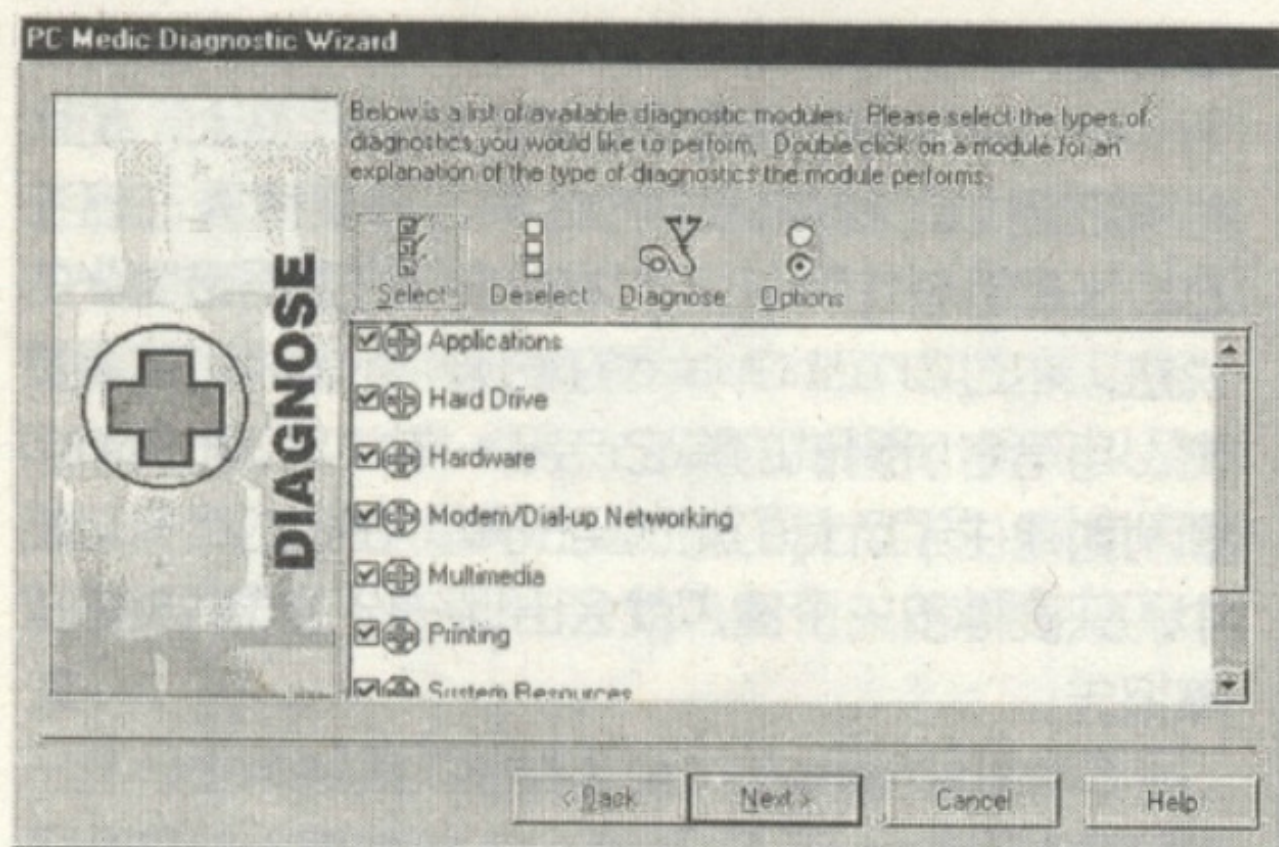 PC Medic Diagnostic Wizard
Below is a list of available diagnostic modules. Please select the types of
diagnostics you would like to perform. Double click on a module for an
explanation of the type of diagnostics the module performs.
Select Deselect Diagnose Options
DIAGNOSE
Applications
Hard Drive
Hardware
Modem/Dial-up Networking
Multimedia
Printing
System Resources
< Back Next > Cancel Help